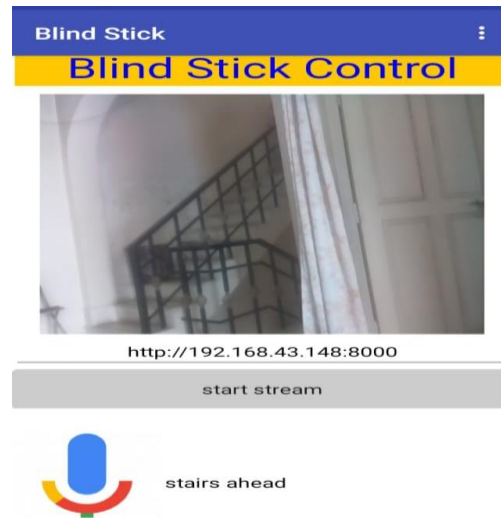 Blind Stick
Blind Stick Control
http://192.168.43.148:8000
start stream
stairs ahead